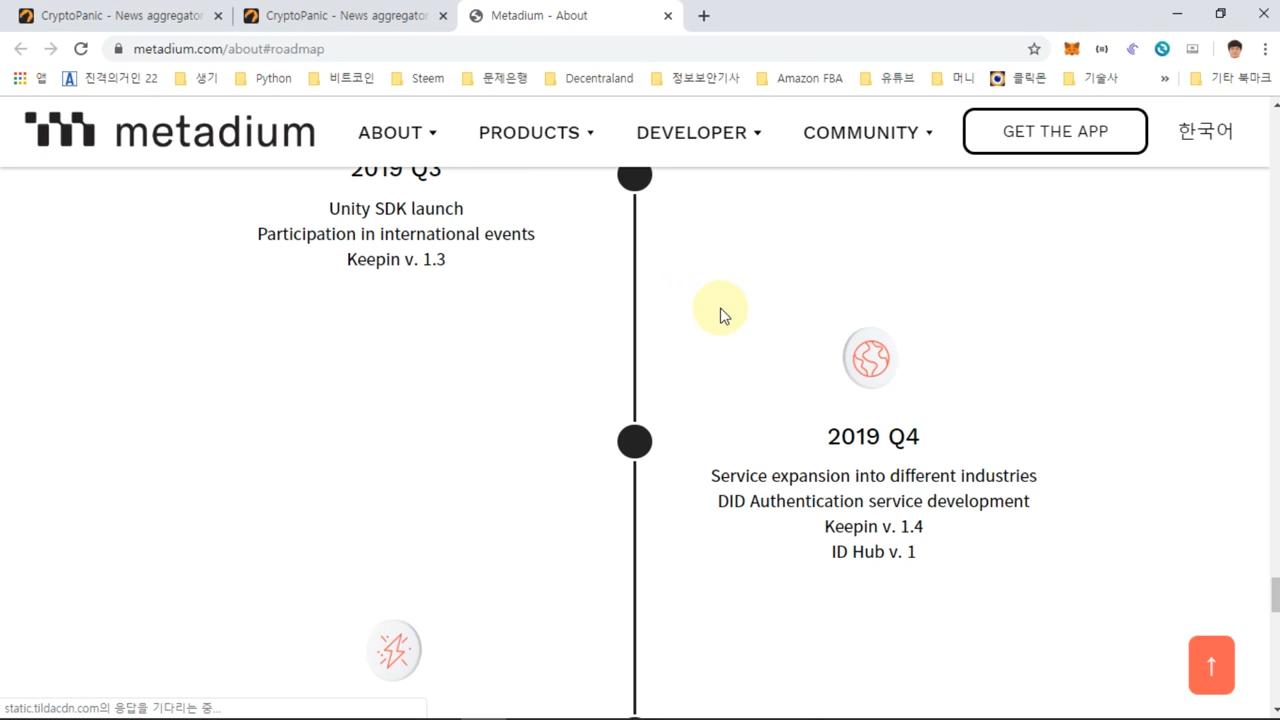 CryptoPanic - News aggregator
CryptoPanic - News aggregator
Metadium - About
metadium.com/about#roadmap
앱
진격의거인 22
생기
Python
비트코인
Steem
문제은행
Decentraland
정보보안기사
Amazon FBA
유튜브
머니
클릭몬
기술사
»
기타 북마크
metadium
ABOUT
PRODUCTS
DEVELOPER
COMMUNITY
GET THE APP
한국어
2019 Q3
Unity SDK launch
Participation in international events
Keepin v. 1.3
2019 Q4
Service expansion into different industries
DID Authentication service development
Keepin v. 1.4
ID Hub v. 1
static.tildacdn.com의 응답을 기다리는 중...